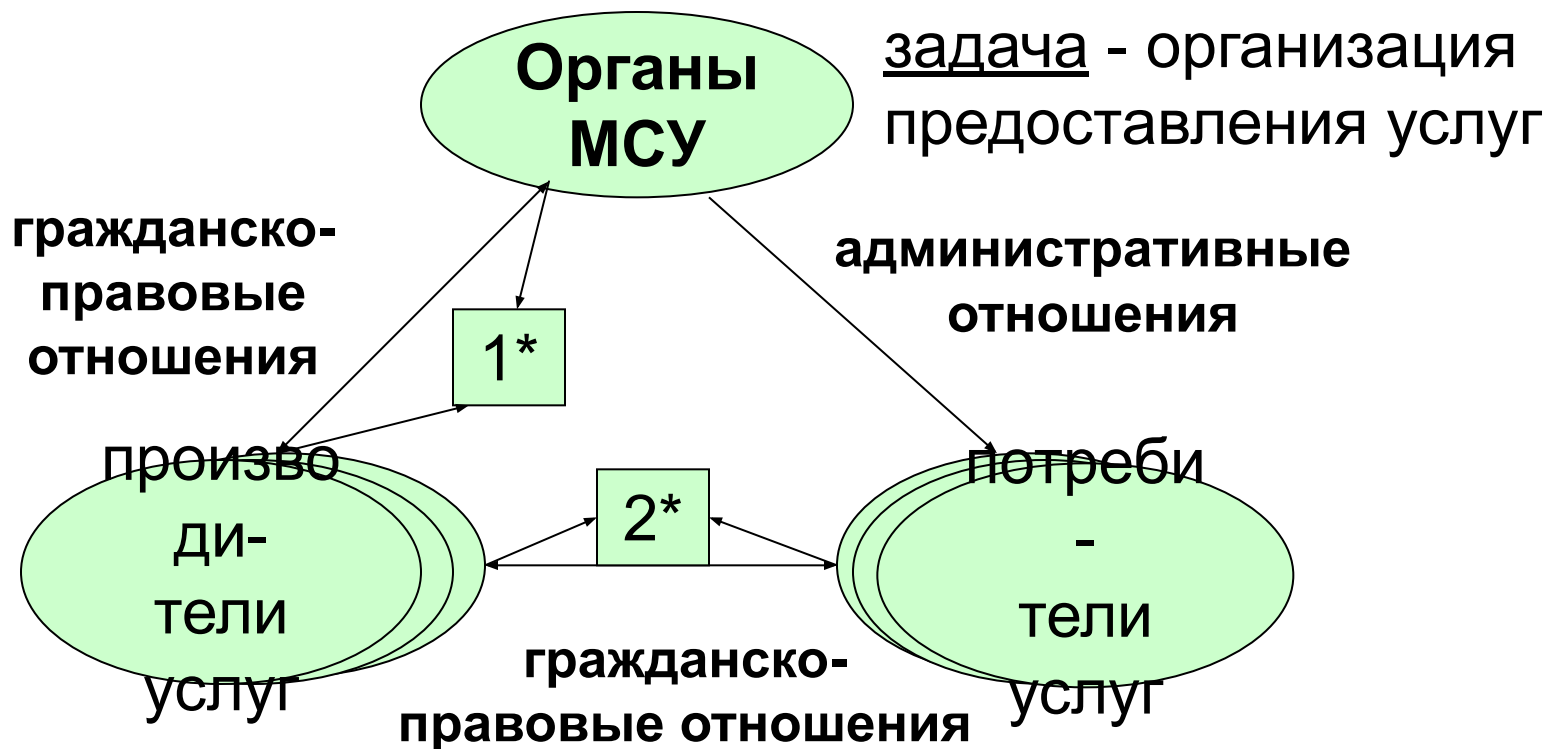 Органы
МСУ
задача - организация
предоставления услуг
гражданско-
правовые
отношения
административные
отношения
1*
произво
ди-
тели
услуг
2*
потреби
-
тели
услуг
гражданско-
правовые отношения